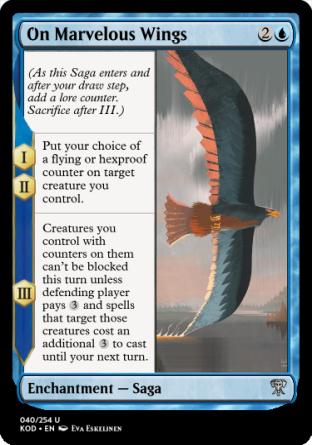 On Marvelous Wings 2
(As this Saga enters and
after your draw step,
add a lore counter.
Sacrifice after III.)
I
II
Put your choice of
a flying or hexproof
counter on target
creature you
control.
III
Creatures you
control with
counters on them
can't be blocked
this turn unless
defending player
pays 3 and spells
that target those
creatures cost an
additional 3 to cast
until your next turn.
Enchantment — Saga
040/254 U
KOD • EN Eva Eskelinen